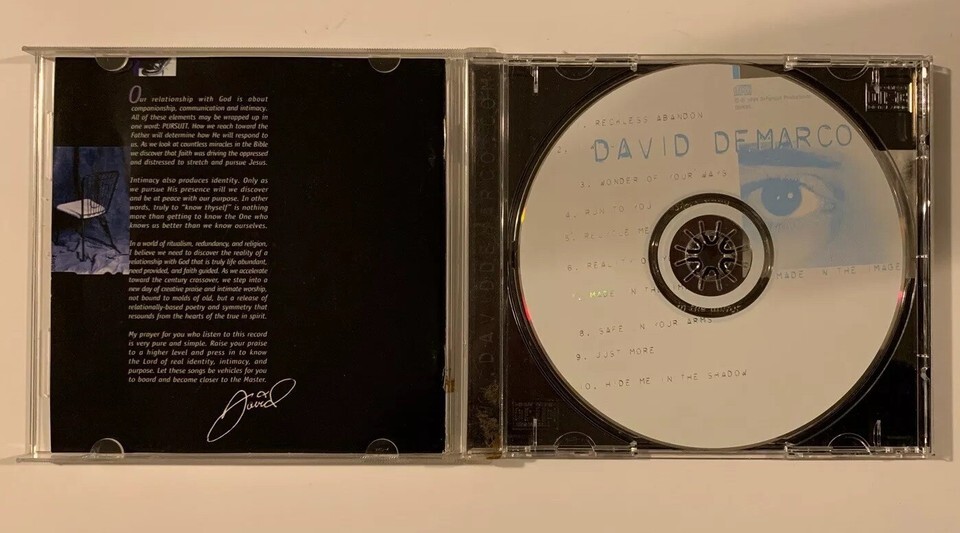 Our relationship with God is about
companionship, communication and intimacy.
All of these elements may be wrapped up in
one word: PURSUIT. How we reach toward the
Father will determine how He will respond to
us. As we look at countless miracles in the Bible
we discover that faith was driving the oppressed
and distressed to stretch and pursue Jesus.
Intimacy also produces identity. Only as
we pursue His presence will we discover
and be at peace with our purpose. In other
words, truly to "know thyself" is nothing
more than getting to know the One who
knows us better than we know ourselves.
In a world of ritualism, redundancy, and religion,
I believe we need to discover the reality of a
relationship with God that is truly life abundant,
need provided, and faith guided. As we accelerate
toward the century crossover, we step into a
new day of creative praise and intimate worship,
not bound to molds of old, but a release of
relationally-based poetry and symmetry that
resounds from the hearts of the true in spirit.
My prayer for you who listen to this record
is very pure and simple. Raise your praise
to a higher level and press in to know
the Lord of real identity, intimacy, and
purpose. Let these songs be vehicles for you
to board and become closer to the Master.
David
1. RECKLESS ABANDON
2.
DAVID DEMARCO
3. WONDER OF YOUR WAYS
4. RUN TO YOU
5. ME
6. REALITY OF
7. MADE IN THE MADE IN THE IMAGE
8. SAFE IN YOUR ARMS
9. JUST MORE
10. HIDE ME IN THE SHADOW